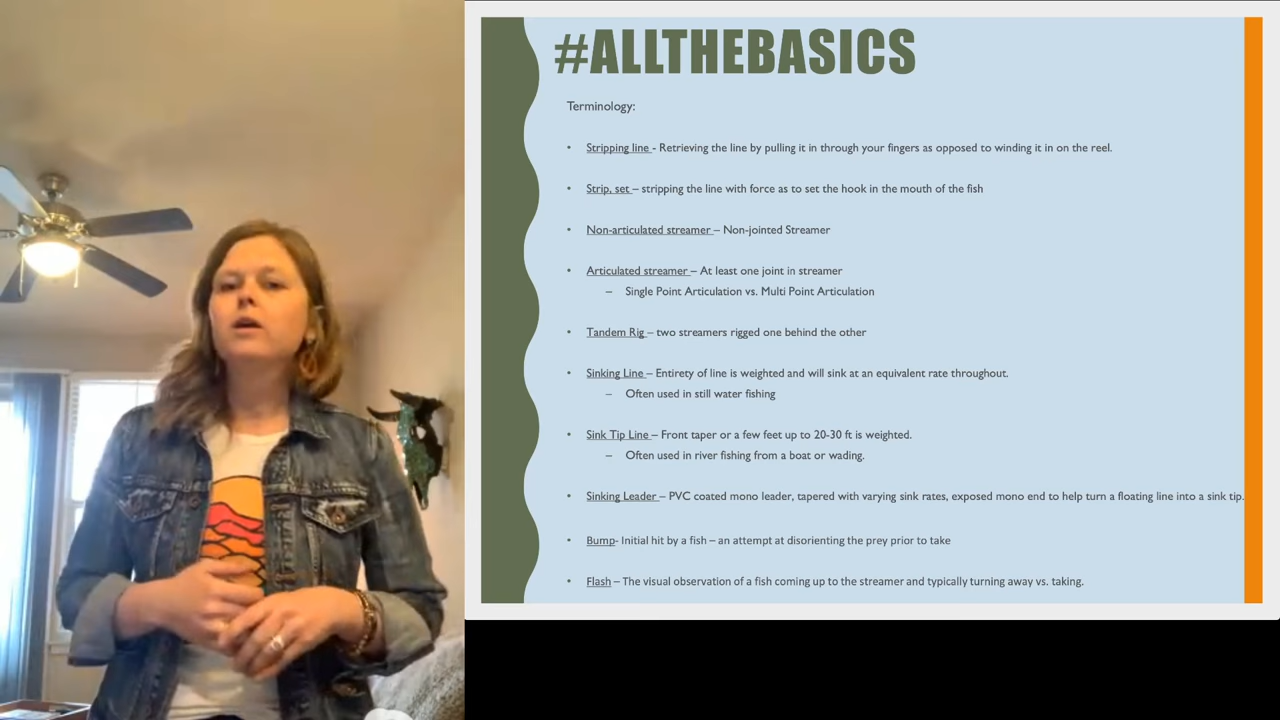 #ALLTHEBASICS
Terminology:
• Stripping line - Retrieving the line by pulling it in through your fingers as opposed to winding it in on the reel.
• Strip, set – stripping the line with force as to set the hook in the mouth of the fish
• Non-articulated streamer – Non-jointed Streamer
• Articulated streamer – At least one joint in streamer
– Single Point Articulation vs. Multi Point Articulation
• Tandem Rig – two streamers rigged one behind the other
• Sinking Line – Entirety of line is weighted and will sink at an equivalent rate throughout.
– Often used in still water fishing
• Sink Tip Line – Front taper or a few feet up to 20-30 ft is weighted.
– Often used in river fishing from a boat or wading.
• Sinking Leader – PVC coated mono leader, tapered with varying sink rates, exposed mono end to help turn a floating line into a sink tip.
• Bump- Initial hit by a fish – an attempt at disorienting the prey prior to take
• Flash – The visual observation of a fish coming up to the streamer and typically turning away vs. taking.